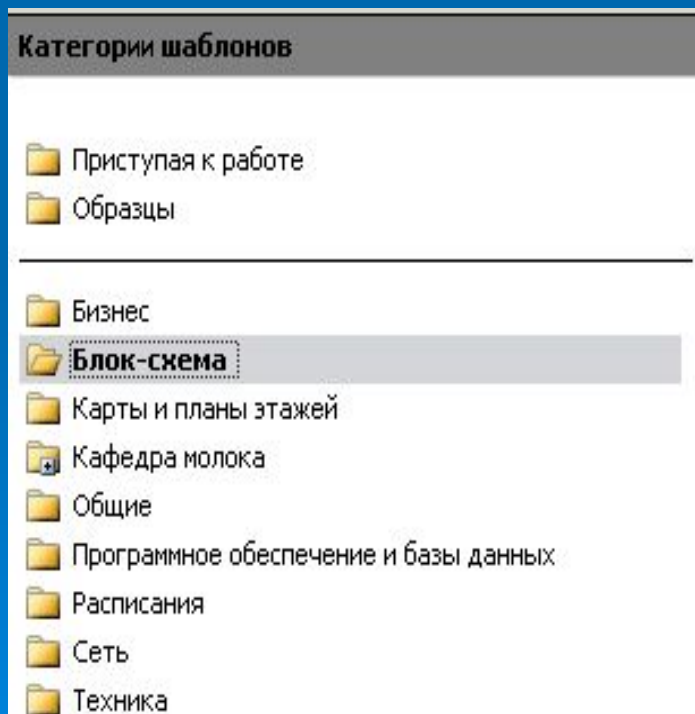 Категории шаблонов
Приступая к работе
Образцы
Бизнес
Блок-схема
Карты и планы этажей
Кафедра молока
Общие
Программное обеспечение и базы данных
Расписания
Сеть
Техника